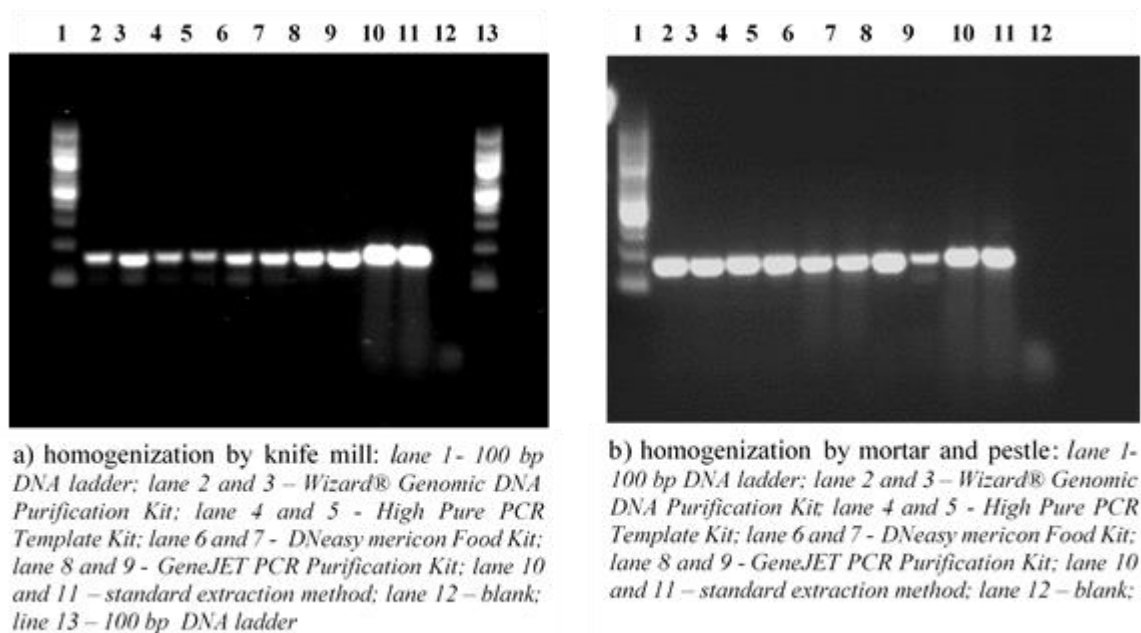 1 2 3 4 5 6 7 8 9 10 11 12 13
a) homogenization by knife mill: lane 1- 100 bp
DNA ladder; lane 2 and 3 – Wizard® Genomic DNA
Purification Kit; lane 4 and 5 - High Pure PCR
Template Kit; lane 6 and 7 - DNeasy mericon Food Kit;
lane 8 and 9 - GeneJET PCR Purification Kit; lane 10
and 11 – standard extraction method; lane 12 – blank;
line 13 – 100 bp DNA ladder
1 2 3 4 5 6 7 8 9 10 11 12
b) homogenization by mortar and pestle: lane 1-
100 bp DNA ladder; lane 2 and 3 – Wizard® Genomic
DNA Purification Kit; lane 4 and 5 - High Pure PCR
Template Kit; lane 6 and 7 - DNeasy mericon Food Kit;
lane 8 and 9 - GeneJET PCR Purification Kit; lane 10
and 11 – standard extraction method; lane 12 – blank;